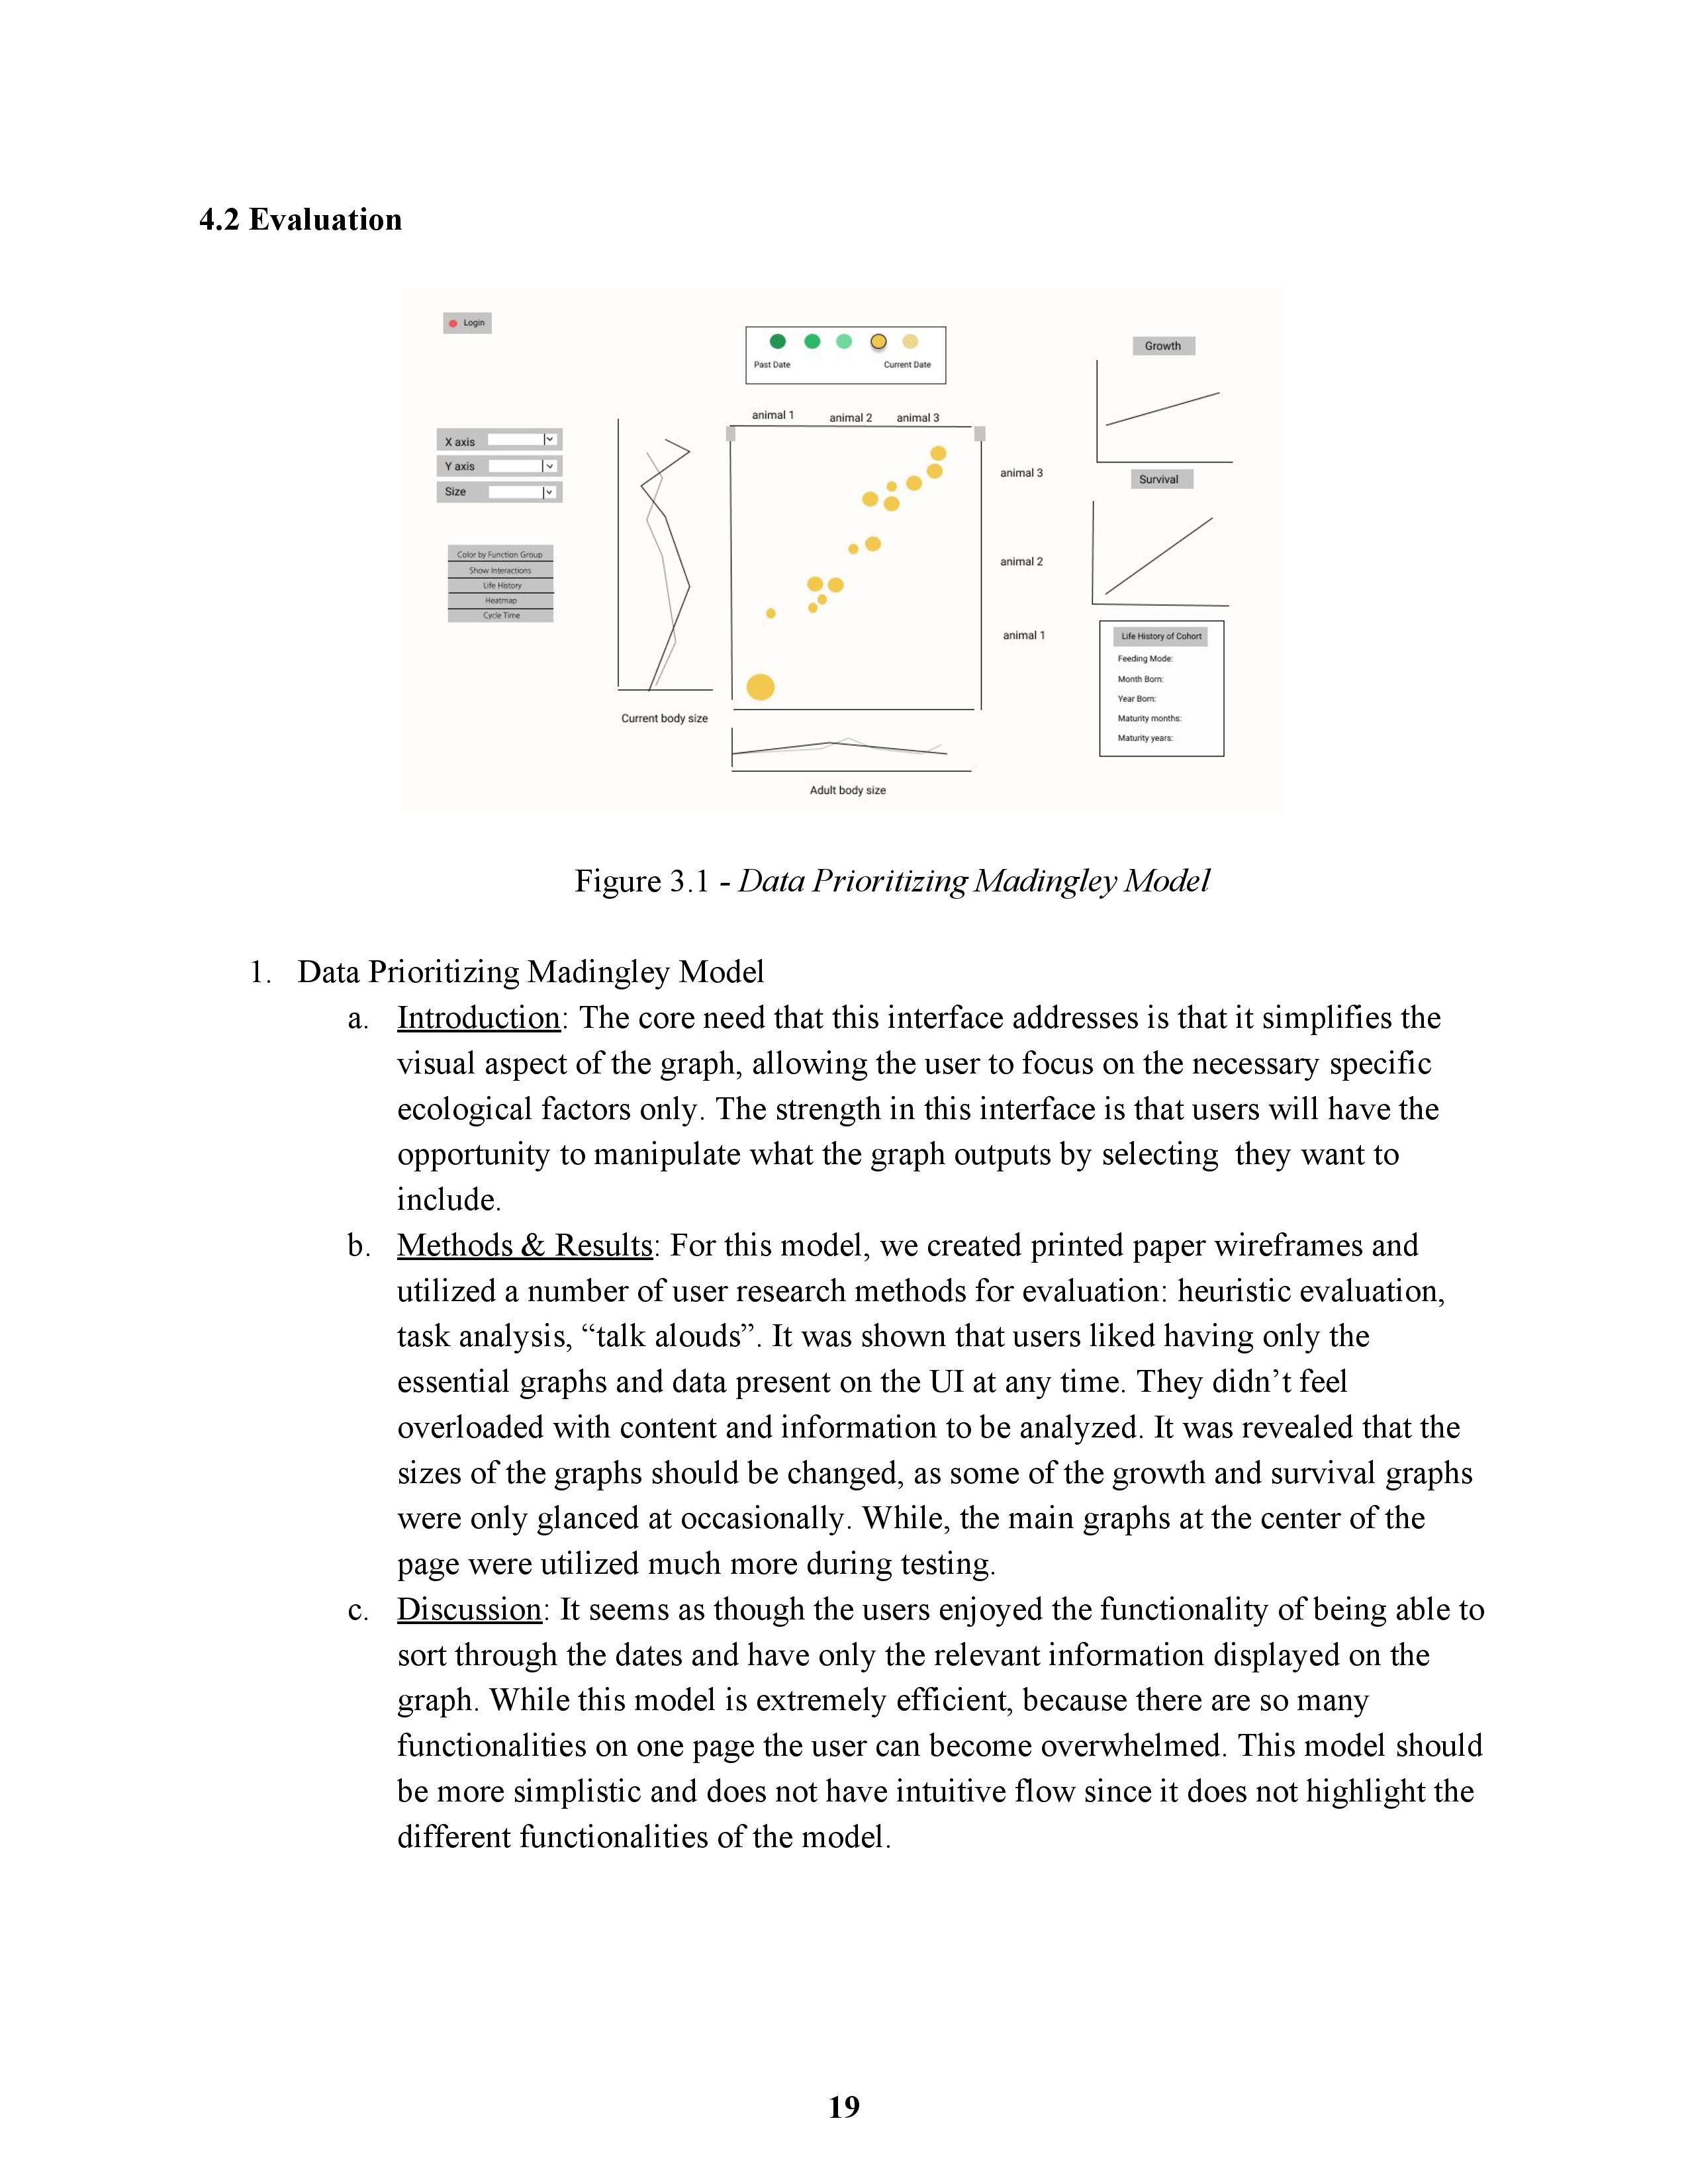 4.2 Evaluation
Login
Past Date
Current Date
Growth
animal 1
animal 2
animal 3
X axis
Y axis
Size
animal 3
Survival
Color by Function Group
Show Interactions
Life History
Heatmap
Cycle Time
animal 2
animal 1
Life History of Cohort
Feeding Mode:
Month Born:
Year Born:
Maturity months:
Maturity years:
Current body size
Adult body size
Figure 3.1 - Data Prioritizing Madingley Model
1. Data Prioritizing Madingley Model
a. Introduction: The core need that this interface addresses is that it simplifies the
visual aspect of the graph, allowing the user to focus on the necessary specific
ecological factors only. The strength in this interface is that users will have the
opportunity to manipulate what the graph outputs by selecting  they want to
include.
b. Methods & Results: For this model, we created printed paper wireframes and
utilized a number of user research methods for evaluation: heuristic evaluation,
task analysis, “talk alouds”. It was shown that users liked having only the
essential graphs and data present on the UI at any time. They didn’t feel
overloaded with content and information to be analyzed. It was revealed that the
sizes of the graphs should be changed, as some of the growth and survival graphs
were only glanced at occasionally. While, the main graphs at the center of the
page were utilized much more during testing.
c. Discussion: It seems as though the users enjoyed the functionality of being able to
sort through the dates and have only the relevant information displayed on the
graph. While this model is extremely efficient, because there are so many
functionalities on one page the user can become overwhelmed. This model should
be more simplistic and does not have intuitive flow since it does not highlight the
different functionalities of the model.
19